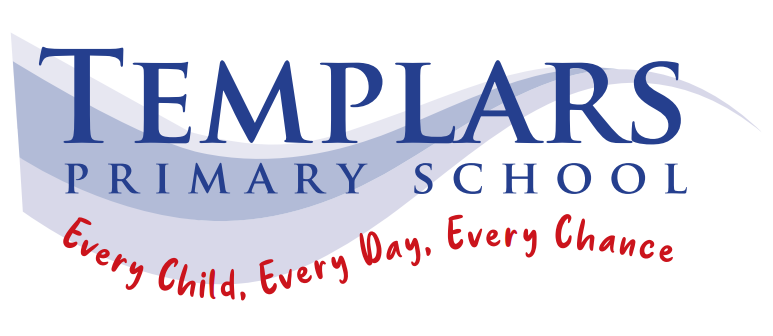 TEMPLARS
PRIMARY SCHOOL
Every Child, Every Day, Every Chance